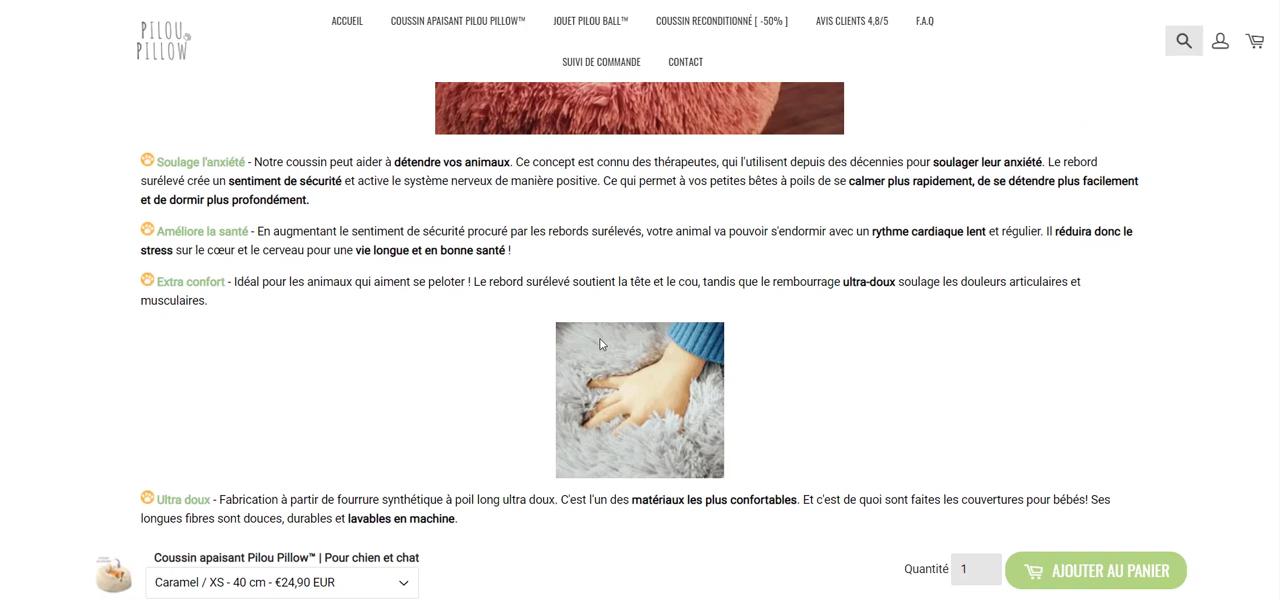 PILOU
PILLOW
ACCUEIL
COUSSIN APAISANT PILOU PILLOW™
JOUET PILOU BALL™
COUSSIN RECONDITIONNÉ [ -50% ]
AVIS CLIENTS 4,8/5
F.A.Q
SUIVI DE COMMANDE
CONTACT
Soulage l'anxiété - Notre coussin peut aider à détendre vos animaux. Ce concept est connu des thérapeutes, qui l'utilisent depuis des décennies pour soulager leur anxiété. Le rebord
surélevé crée un sentiment de sécurité et active le système nerveux de manière positive. Ce qui permet à vos petites bêtes à poils de se calmer plus rapidement, de se détendre plus facilement
et de dormir plus profondément.
Améliore la santé - En augmentant le sentiment de sécurité procuré par les rebords surélevés, votre animal va pouvoir s'endormir avec un rythme cardiaque lent et régulier. Il réduira donc le
stress sur le cœur et le cerveau pour une vie longue et en bonne santé !
Extra confort - Idéal pour les animaux qui aiment se peloter ! Le rebord surélevé soutient la tête et le cou, tandis que le rembourrage ultra-doux soulage les douleurs articulaires et
musculaires.
Ultra doux - Fabrication à partir de fourrure synthétique à poil long ultra doux. C'est l'un des matériaux les plus confortables. Et c'est de quoi sont faites les couvertures pour bébés! Ses
longues fibres sont douces, durables et lavables en machine.
Coussin apaisant Pilou Pillow™ | Pour chien et chat
Caramel / XS - 40 cm - €24,90 EUR
Quantité 1
AJOUTER AU PANIER